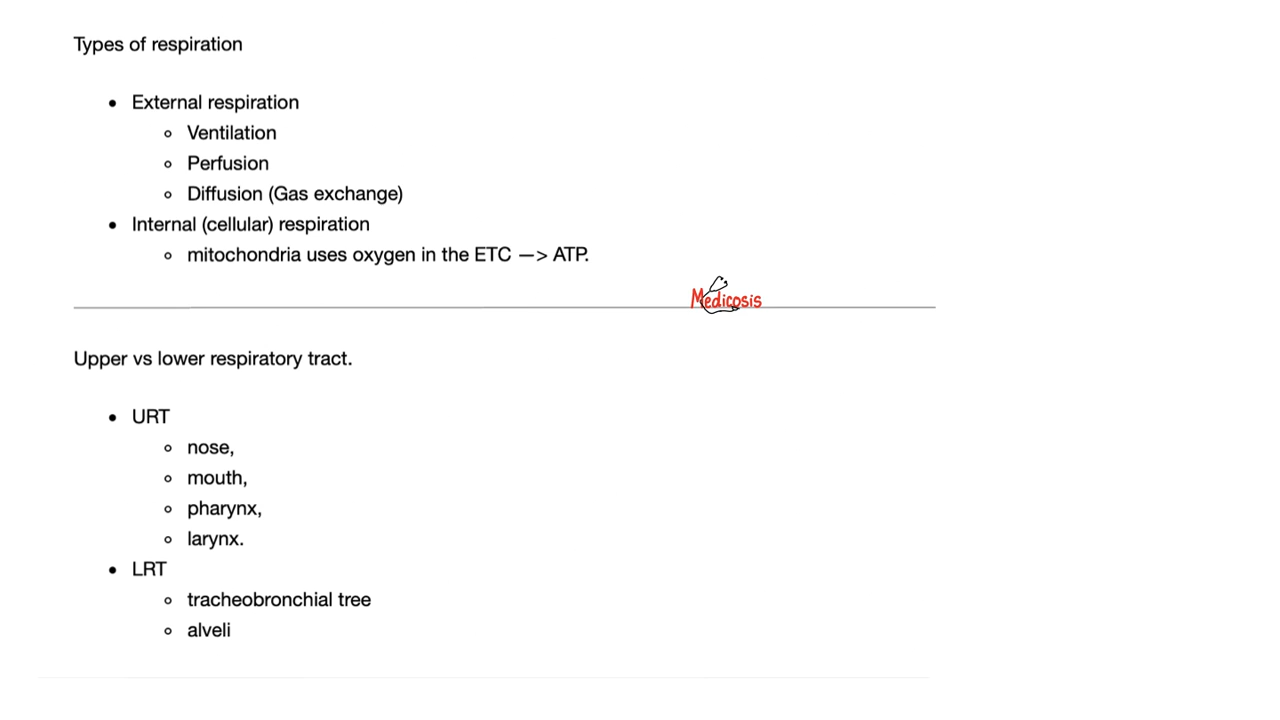 Types of respiration
• External respiration
◦ Ventilation
◦ Perfusion
◦ Diffusion (Gas exchange)
• Internal (cellular) respiration
◦ mitochondria uses oxygen in the ETC —> ATP.
Medicosis
Upper vs lower respiratory tract.
• URT
◦ nose,
◦ mouth,
◦ pharynx,
◦ larynx.
• LRT
◦ tracheobronchial tree
◦ alveli